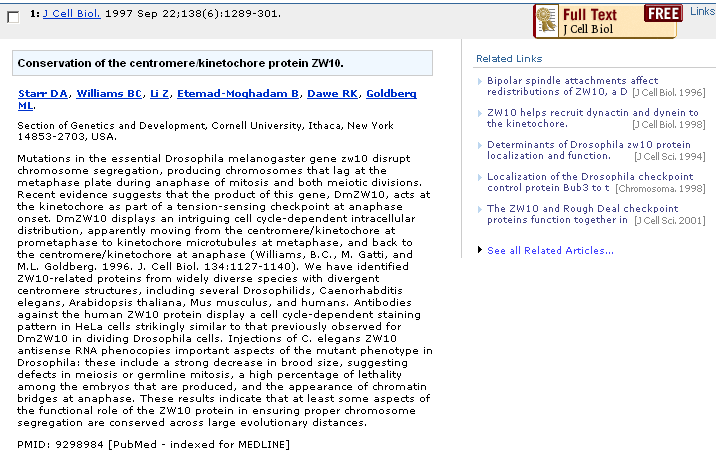 1: J Cell Biol. 1997 Sep 22;138(6):1289-301.
Full Text FREE
J Cell Biol
Links
Conservation of the centromere/kinetochore protein ZW10.
Starr DA, Williams BC, Li Z, Etemad-Moghadam B, Dawe RK, Goldberg
ML.
Section of Genetics and Development, Cornell University, Ithaca, New York
14853-2703, USA.
Mutations in the essential Drosophila melanogaster gene zw10 disrupt
chromosome segregation, producing chromosomes that lag at the
metaphase plate during anaphase of mitosis and both meiotic divisions.
Recent evidence suggests that the product of this gene, DmZW10, acts
at the kinetochore as part of a tension-sensing checkpoint at anaphase
onset. DmZW10 displays an intriguing cell cycle-dependent intracellular
distribution, apparently moving from the centromere/kinetochore at
prometaphase to kinetochore microtubules at metaphase, and back to
the centromere/kinetochore at anaphase (Williams, B.C., M. Gatti, and
M.L. Goldberg. 1996. J. Cell Biol. 134:1127-1140). We have identified
ZW10-related proteins from widely diverse species with divergent
centromere structures, including several Drosophilids, Caenorhabditis
elegans, Arabidopsis thaliana, Mus musculus, and humans. Antibodies
against the human ZW10 protein display a cell cycle-dependent staining
pattern in HeLa cells strikingly similar to that previously observed for
DmZW10 in dividing Drosophila cells. Injections of C. elegans ZW10
antisense RNA phenocopies important aspects of the mutant phenotype in
Drosophila: these include a strong decrease in brood size, suggesting
defects in meiosis or germline mitosis, a high percentage of lethality
among the embryos that are produced, and the appearance of chromatin
bridges at anaphase. These results indicate that at least some aspects of
the functional role of the ZW10 protein in ensuring proper chromosome
segregation are conserved across large evolutionary distances.
PMID: 9298984 [PubMed - indexed for MEDLINE]
Related Links
Bipolar spindle attachments affect
redistributions of ZW10, a D [J Cell Biol. 1996]
ZW10 helps recruit dynactin and dynein to
the kinetochore. [J Cell Biol. 1998]
Determinants of Drosophila zw10 protein
localization and function. [J Cell Sci. 1994]
Localization of the Drosophila checkpoint
control protein Bub3 to t [Chromosoma. 1998]
The ZW10 and Rough Deal checkpoint
proteins function together in [J Cell Sci. 2001]
See all Related Articles...